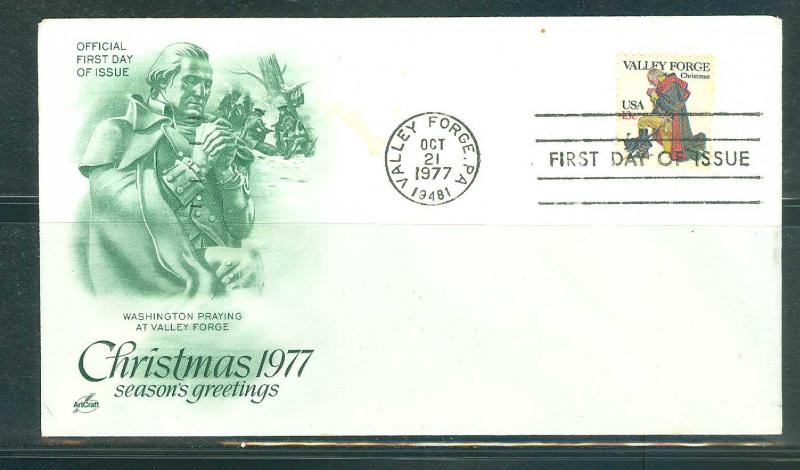 OFFICIAL
FIRST DAY
OF ISSUE
WASHINGTON PRAYING
AT VALLEY FORGE
Christmas 1977
season's greetings
ArtCraft
VALLEY FORGE, PA
OCT
21
1977
19481
VALLEY FORGE
Christmas
USA
13c
FIRST DAY OF ISSUE